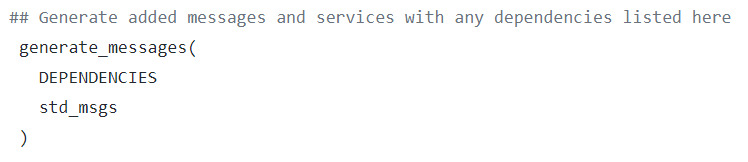 ## Generate added messages and services with any dependencies listed here
generate_messages(
DEPENDENCIES
std_msgs
)